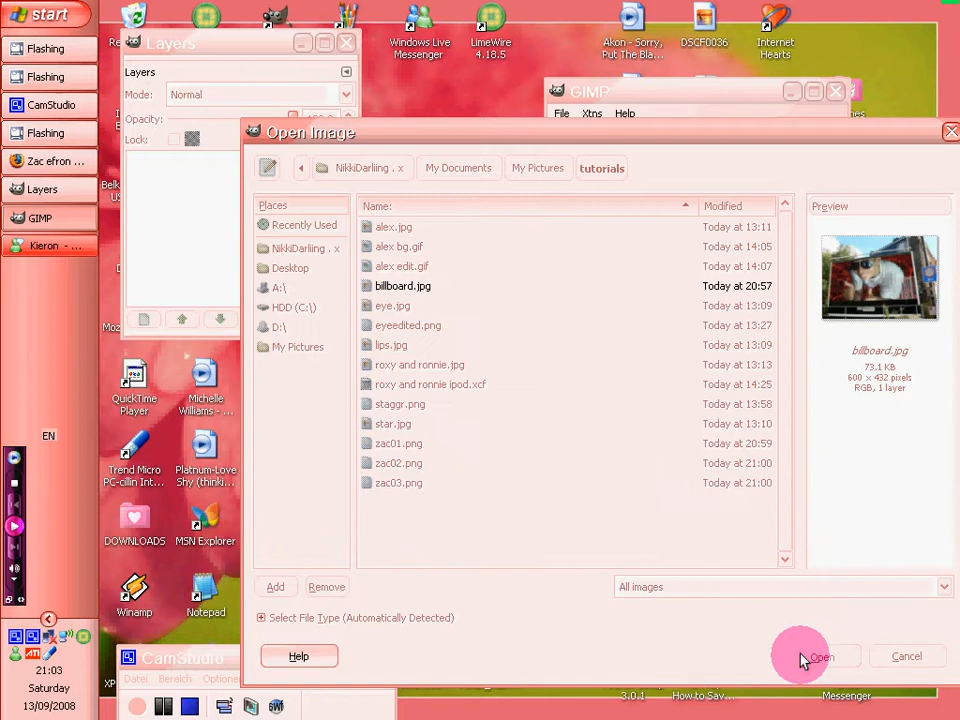 start
Flashing
Flashing
CamStudio
Flashing
Zac efron ...
Layers
GIMP
Kieron - ...
EN
21:03
Saturday
13/09/2008
Windows Live
Messenger
LimeWire
4.18.5
Akon - Sorry,
Put The Bla...
DSCF0036
Internet
Hearts
Layers
Layers
Mode:
Normal
Opacity:
Lock:
GIMP
File
Xtns
Help
Open Image
NikkiDarliing . x
My Documents
My Pictures
tutorials
Places
Recently Used
NikkiDarliing . x
Desktop
A:\
HDD (C:\)
D:\
My Pictures
Add
Remove
Name:
Modified
alex.jpg
Today at 13:11
alex bg.gif
Today at 14:05
alex edit.gif
Today at 14:07
billboard.jpg
Today at 20:57
eye.jpg
Today at 13:09
eyeedited.png
Today at 13:27
lips.jpg
Today at 13:09
roxy and ronnie.jpg
Today at 13:13
roxy and ronnie ipod.xcf
Today at 14:25
staggr.png
Today at 13:58
star.jpg
Today at 13:10
zac01.png
Today at 20:59
zac02.png
Today at 21:00
zac03.png
Today at 21:00
Preview
billboard.jpg
73.1 KB
600 x 432 pixels
RGB, 1 layer
All images
Select File Type (Automatically Detected)
Help
Open
Cancel
QuickTime
Player
Michelle
Williams - ...
Trend Micro
PC-cillin Int...
Platnum-Love
Shy (thinki...
DOWNLOADS
MSN Explorer
Winamp
Notepad
CamStudio
Datei
Bereich
Optionen
XP
3.0.1
How to Sav...
Messenger